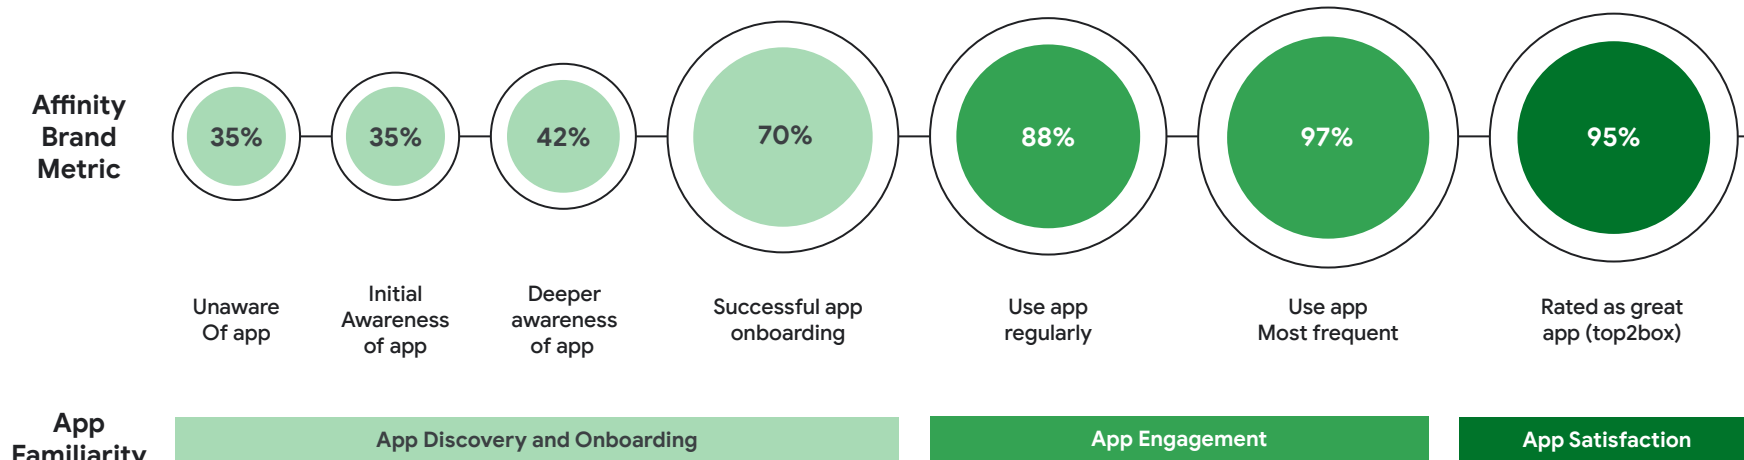 Affinity
Brand
Metric
35%
35%
42%
70%
88%
97%
95%
Unaware
Of app
Initial
Awareness
of app
Deeper
awareness
of app
Successful app
onboarding
Use app
regularly
Use app
Most frequent
Rated as great
app (top2box)
App
Familiarity
App Discovery and Onboarding
App Engagement
App Satisfaction